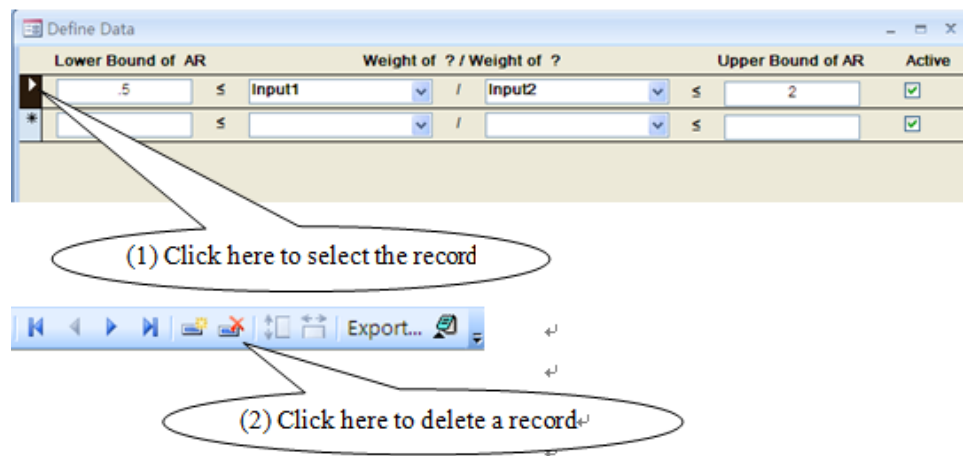 Define Data
Lower Bound of AR Weight of ? / Weight of ? Upper Bound of AR Active
.5 ≤ Input1 / Input2 ≤ 2
* ≤ / ≤
(1) Click here to select the record
Export...
(2) Click here to delete a record